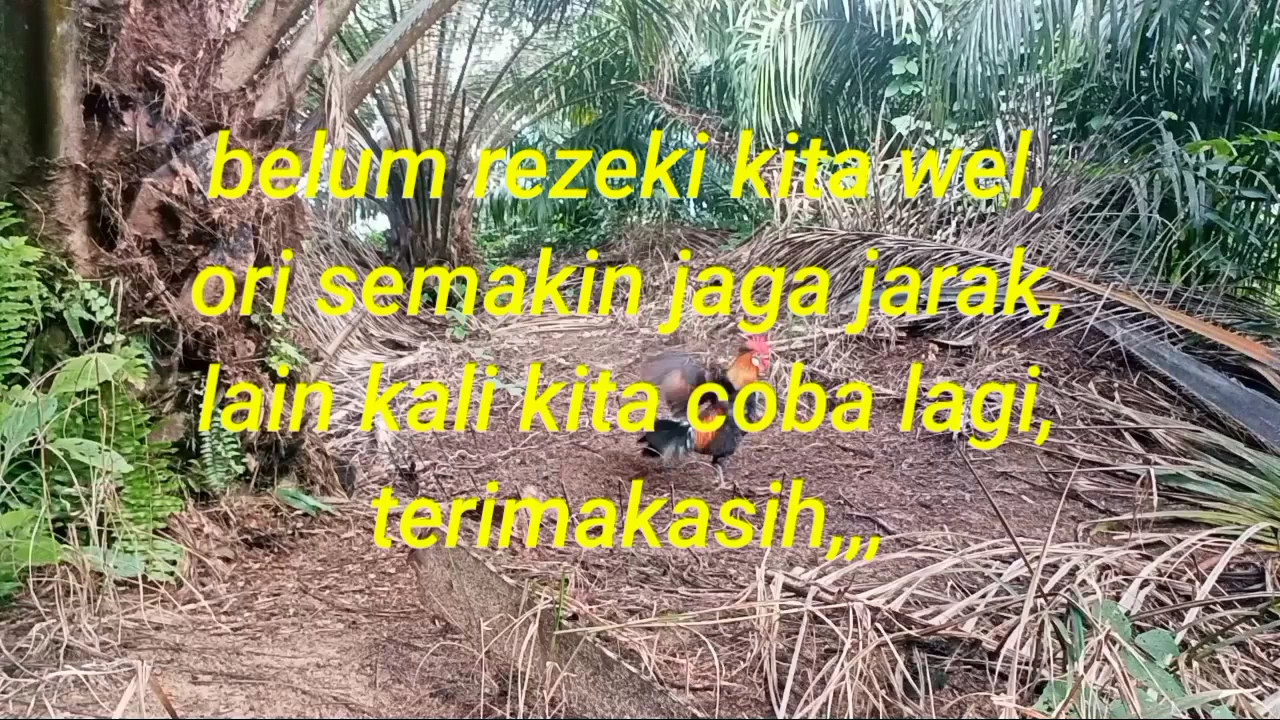 belum rezeki kita wel,
ori semakin jaga jarak,
lain kali kita coba lagi,
terimakasih,,,